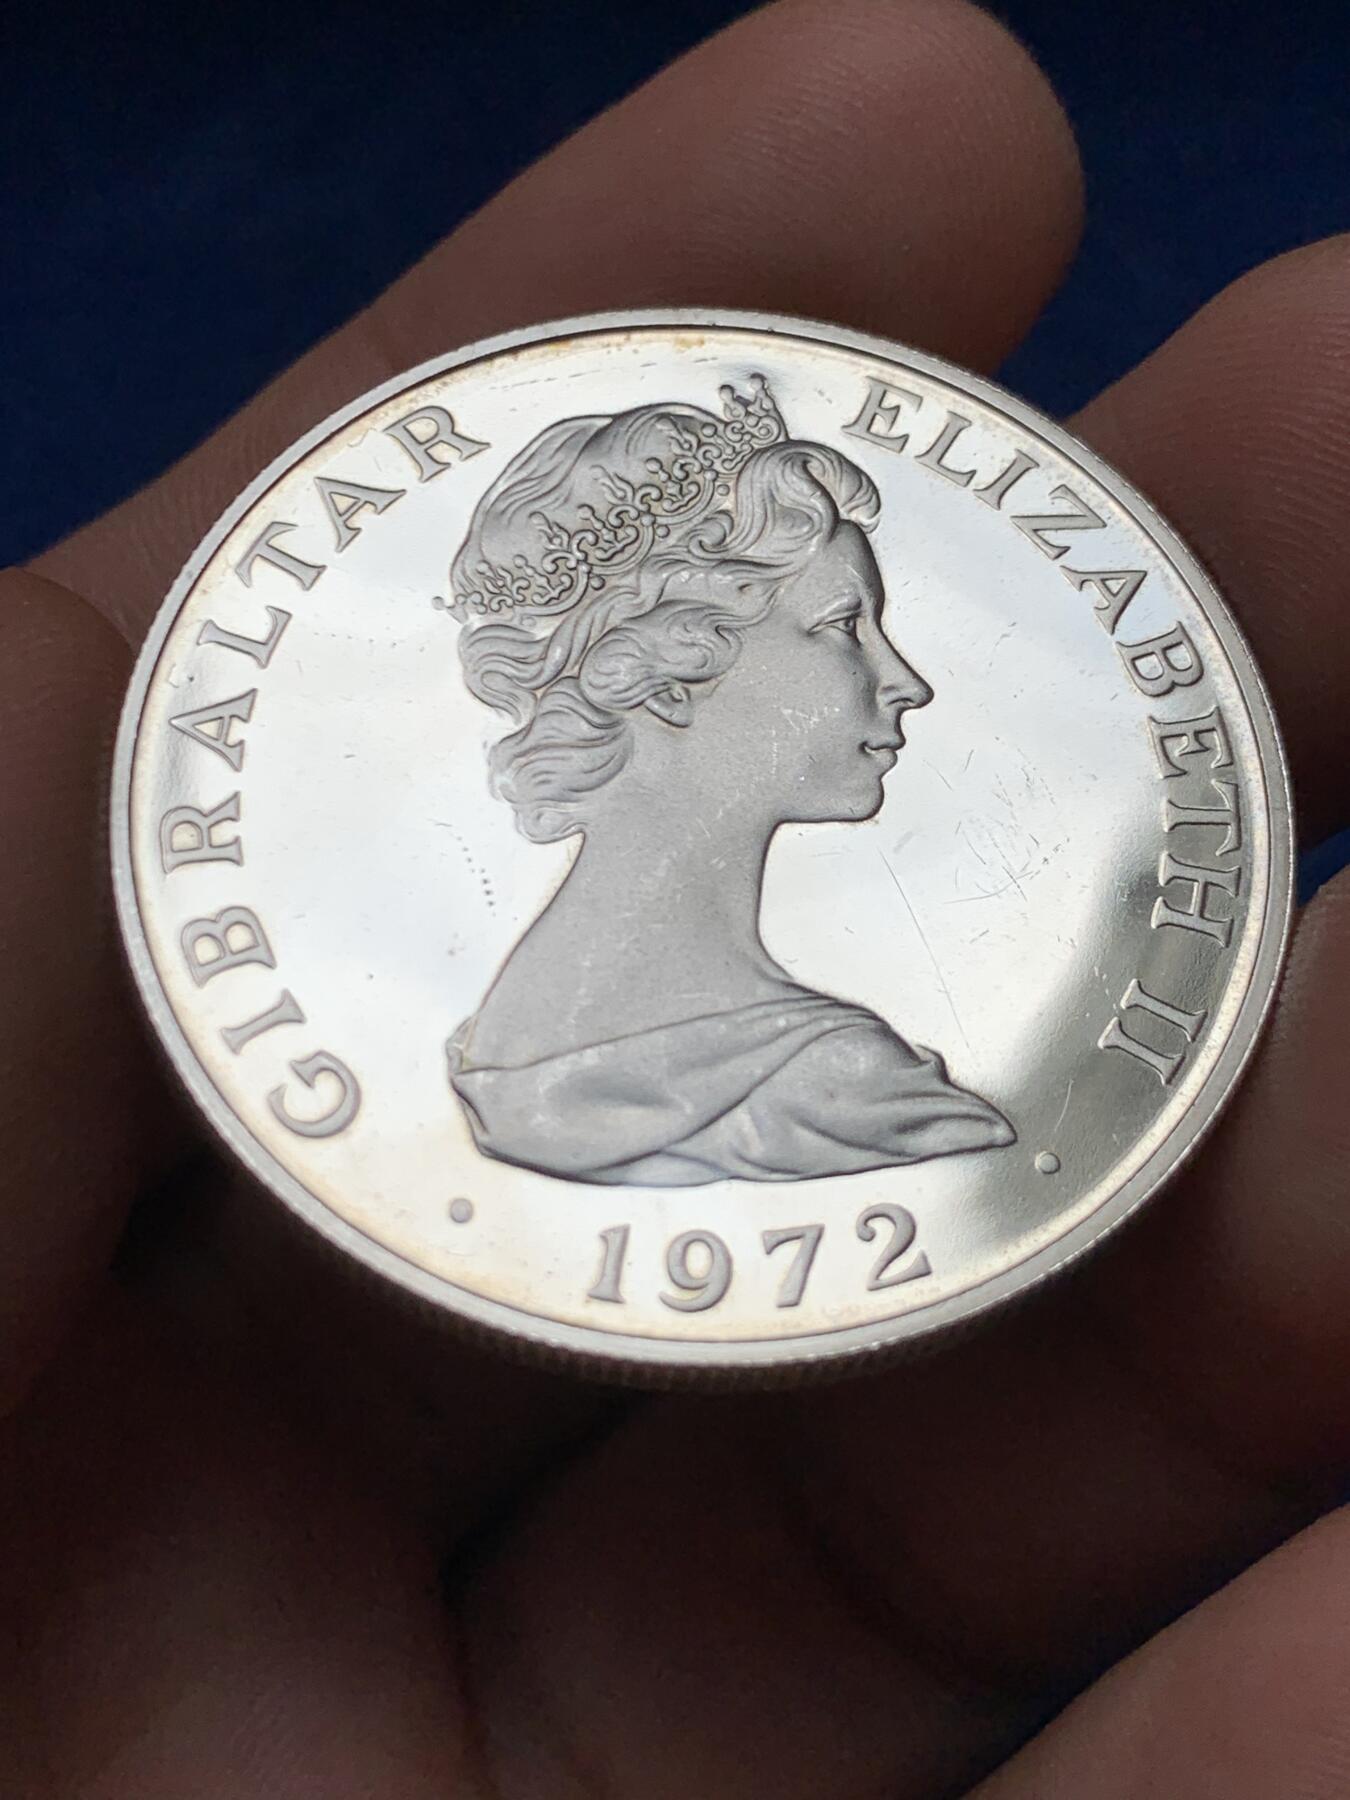 GIBRALTAR ELIZABETH II
• 1972 •